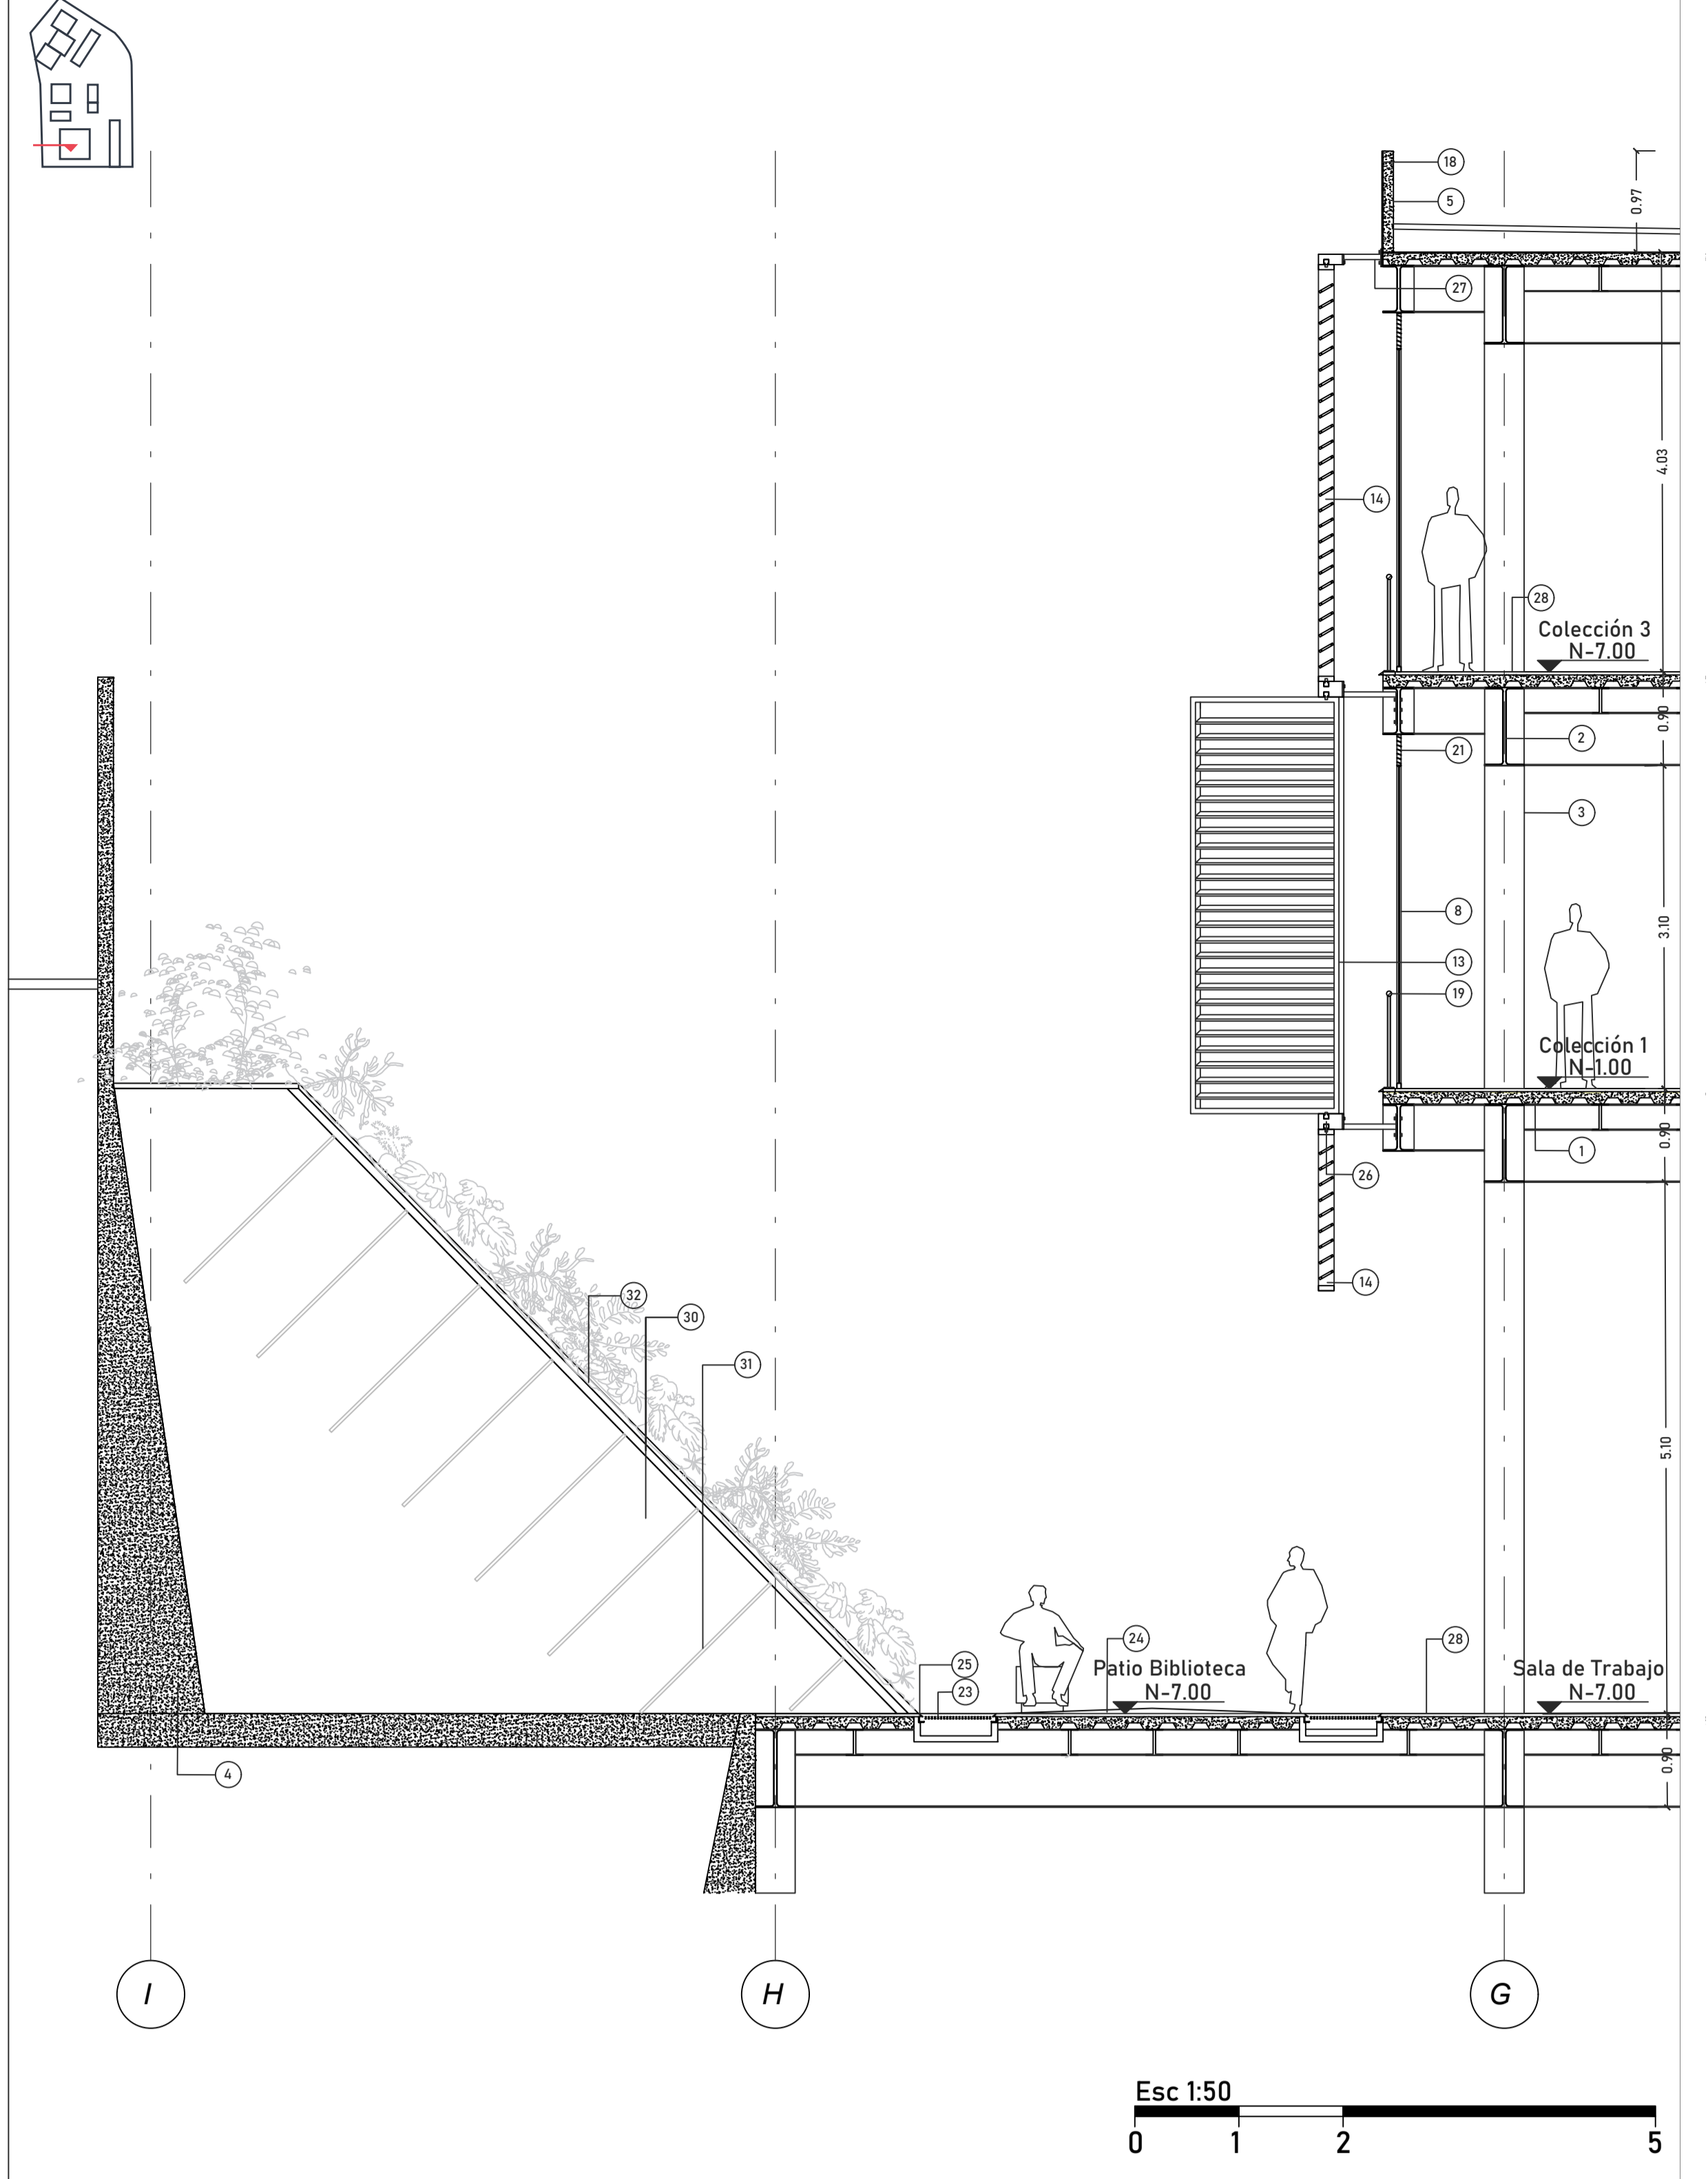 18
5
0.97
27
14
4.03
28
Colección 3
N-7.00
0.90
2
21
3
8
3.10
13
19
Colección 1
N-1.00
0.90
1
26
14
32
30
31
5.10
24
28
25
Patio Biblioteca
N-7.00
Sala de Trabajo
N-7.00
23
0.90
4
I
H
G
Esc 1:50
0 1 2 5